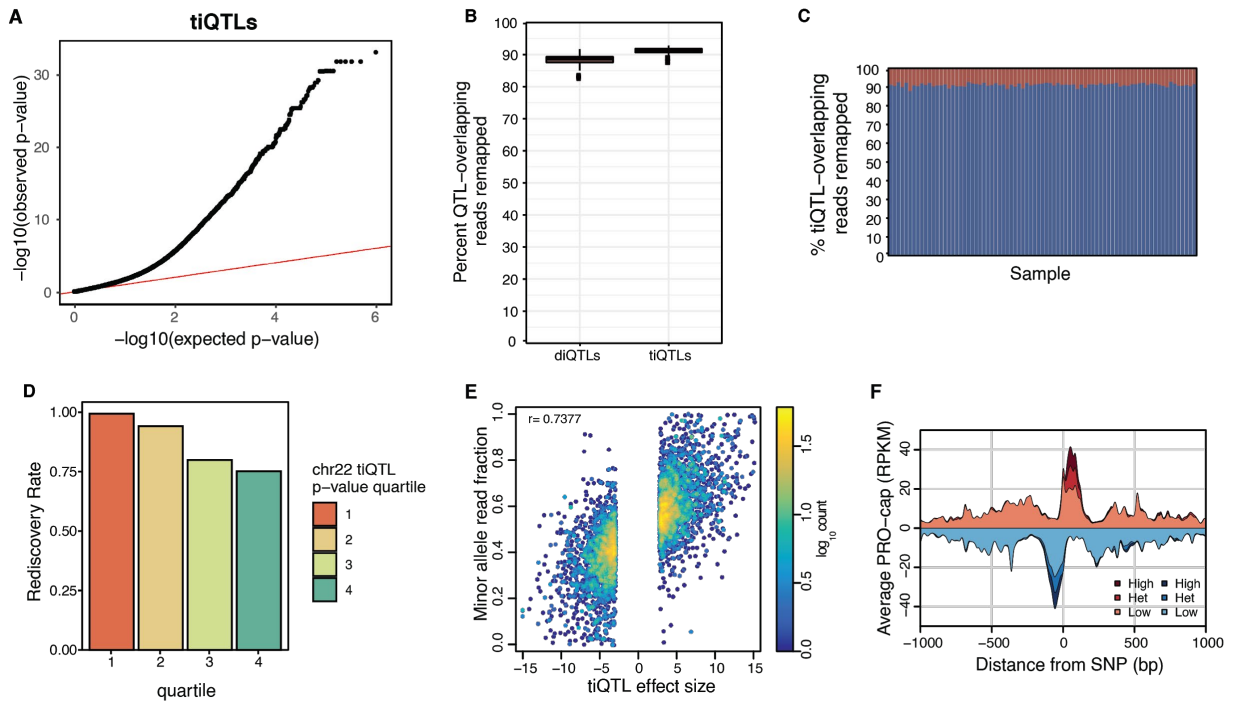 A
tiQTLs
−log10(observed p−value)
30
20
10
0
0 2 4 6
−log10(expected p−value)
B
Percent QTL−overlapping
reads remapped
100
90
80
70
60
50
40
30
20
10
0
diQTLs tiQTLs
C
% tiQTL−overlapping
reads remapped
100
90
80
70
60
50
40
30
20
10
0
Sample
D
Rediscovery Rate
1.00
0.75
0.50
0.25
0.00
1 2 3 4
quartile
chr22 tiQTL
p−value quartile
1
2
3
4
E
Minor allele read fraction
1.0
0.8
0.6
0.4
0.2
0.0
r= 0.7377
−15 −10 −5 0 5 10 15
tiQTL effect size
1.5
1.0
0.5
0.0
log10 count
F
Average PRO−cap (RPKM)
40
20
0
−20
−40
High High
Het Het
Low Low
−1000 −500 0 500 1000
Distance from SNP (bp)